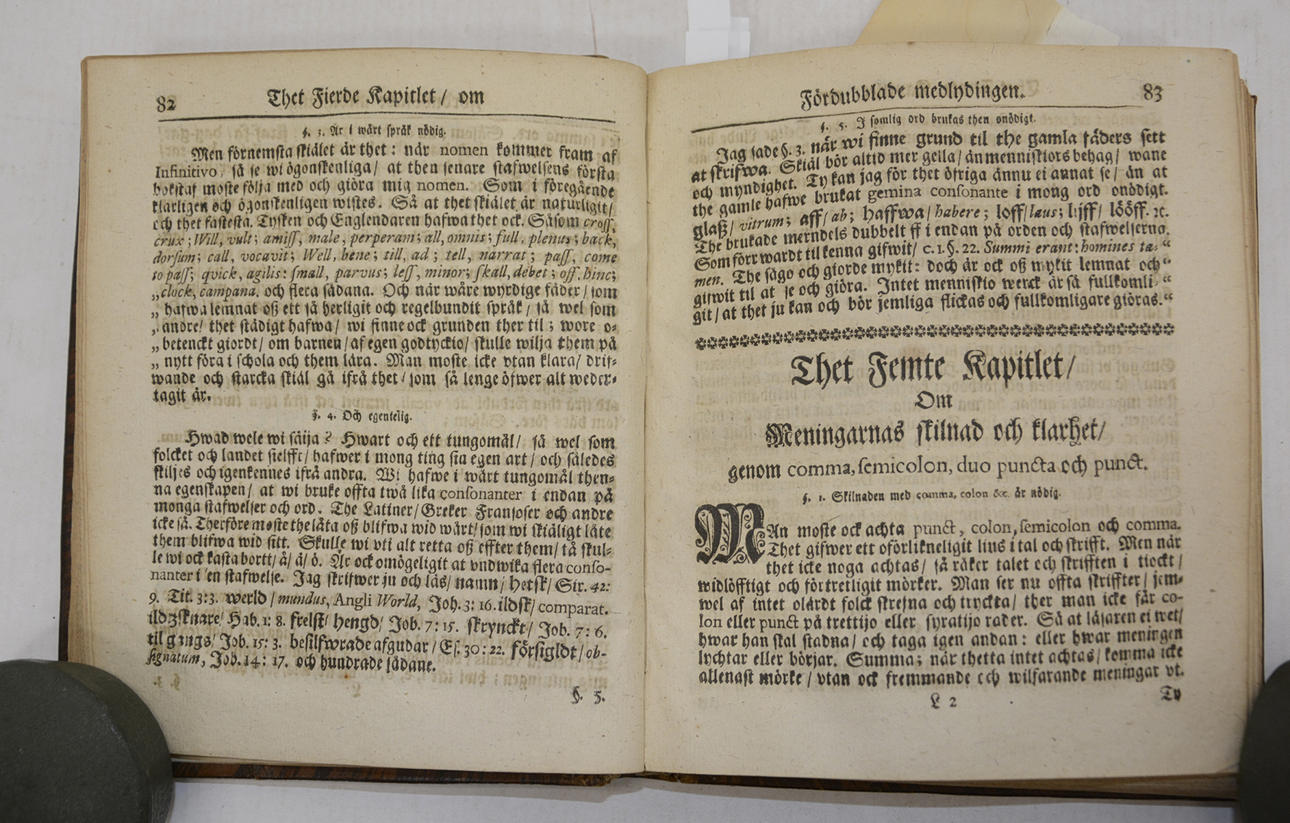 82 Thet Fierde Kapitlet/ om
§. 3. Är i wårt språk nödig.
Men förnemsta skiälet är thet: när nomen kommer fram af
Infinitivo, så se wi ögonskenliga/ at then senare stafwelsens första
bokstaf moste följa med och giöra mig nomen. Som i föregående
klarligen och ögonskenligen wistes. Så at thet skiälet är naturligit/
och thet fastesta. Tysken och Englendaren hafwa thet ock. Såsom cross,
crux; Will, vult; amiss, male, perperam; all, omnis; full, plenus; back,
dorsum; call, vocavit; Well, bene; till, ad; tell, narrat; pass, come
to pass; qvick, agilis: small, parvus; less, minor; skall, debet; off, hinc;
„clock, campana, och flera sådana. Och när wåre wyrdige fäder/ som
„ hafwa lemnat oß ett så herligit och regelbundit språk/ så wel som
„ andre/ thet städigt hafwa/ wi finne ock grunden ther til; wore o-
„ betenckt giordt/ om barnen/ af egen godtyckio/ skulle wilja them på
„ nytt föra i schola och them lära. Man moste icke vtan klara/ drif-
wande och starcka skiäl gå ifrå thet/ som så lenge öfwer alt weder-
tagit är.
§. 4. Och egentelig.
Hwad wele wi säija? Hwart och ett tungomål/ så wel som
folcket och landet sielfft/ hafwer i mong ting sia egen art/ och således
skiljes och igenkennes ifrå andra. Wi hafwe i wårt tungomål then-
na egenskapen/ at wi bruke offta twå lika consonanter i endan på
monga stafwelser och ord. The Latiner/ Greker Fransoser och andre
icke så. Therföre moste the låta oß blifwa wid wårt/ som wi skiäligt låte
them blifwa wid sitt. Skulle wi vti alt retta oß effter them/ tå skul-
le wi ock kasta bortt/ å/ ä/ ö. Är ock omögeligit at vndwika flera conso-
nanter i en stafwelse. Jag skrifwer ju och läs/ namn/ hetsk/ Sir. 42:
9. Tit. 3:3. werld/ mundus, Angli World, Joh. 3: 16. ildsk/ comparat.
ildzsknare/ Hab. 1: 8. frelst/ hengd/ Job. 7: 15. skrynckt/ Job. 7: 6.
til gings/ Job. 15: 3. besilfwrade afgudar/ Es. 30: 22. försigldt/ ob-
signatum, Job. 14: 17. och hundrade sådane.
§. 5.
Fördubblade medlydingen. 83
§. 5. I somlig ord brukas then onödigt.
Jag sade §. 3. när wi finne grund til the gamla fäders sett
at skrifwa. Skiäl bör altid mer gella/ än menniskiors behag/ wane
och myndighet. Ty kan jag för thet öfriga ännu ei annat se/ än at
the gamle hafwe brukat gemina consonante i mong ord onödigt.
glaß/ vitrum; aff/ ab; haffwa/ habere; loff/ laus; lijff/ lööff. ꝛc.
The brukade merndels dubbelt ff i endan på orden och stafwelserna.
Som förr wardt til kenna gifwit/ c. 1. §. 22. Summi erant: homines ta- “
men. The sågo och giorde mykit: doch är ock oß mykit lemnat och “
gifwit til at se och giöra. Intet mennisklo werck är så fullkomli- “
git/ at thet ju kan och bör jemliga flickas och fullkomligare giöras. “
Thet Femte Kapitlet/
Om
Meningarnas skilnad och klarhet/
genom comma, semicolon, duo puncta och punct.
§. 1. Skilnaden med comma, colon &c. är nödig.
MAn moste ock achta punct, colon, semicolon och comma.
Thet gifwer ett oförlikneligit lius i tal och skrifft. Men när
thet icke noga achtas/ så råker talet och skrifften i tiockt/
widlöfftigt och förtretligit mörker. Man ser nu offta skriffter/ jem-
wel af intet olärdt folck skrefna och tryckta/ ther man icke får co-
lon eller punct på trettijo eller fyratijo rader. Så at läsaren ei wet/
hwar han skal stadna/ och taga igen andan: eller hwar meningen
lychtar eller börjar. Summa; när thetta intet achtas/ komma icke
allenast mörke/ vtan ock fremmande och wilfarande meningar vt.
L 2 Ty